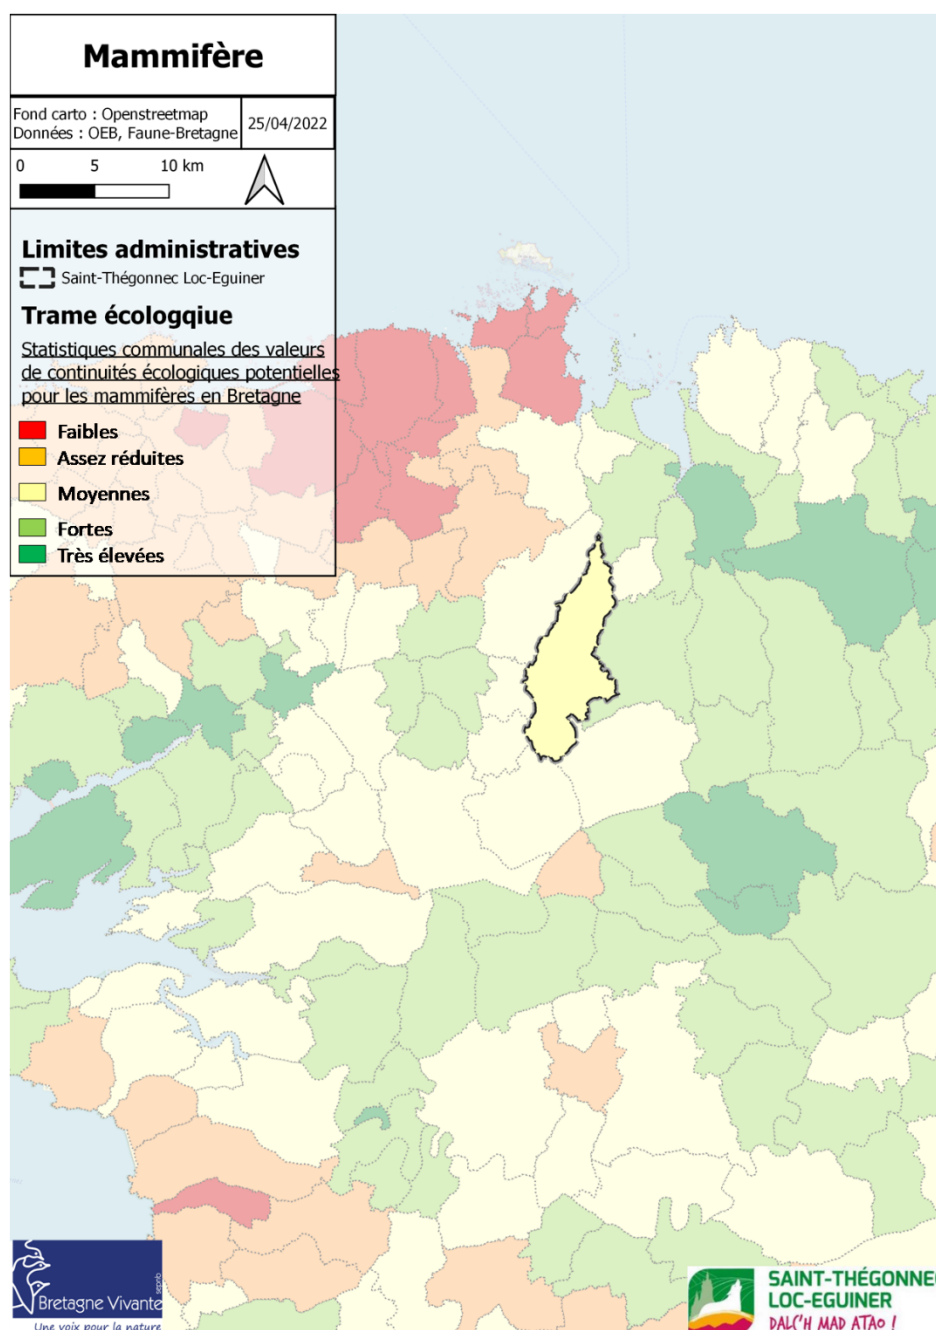 Mammifère
Fond carto : Openstreetmap
Données : OEB, Faune-Bretagne
25/04/2022
0 5 10 km
Limites administratives
Saint-Thégonnec Loc-Eguiner
Trame écologqiue
Statistiques communales des valeurs
de continuités écologiques potentielles
pour les mammifères en Bretagne
Faibles
Assez réduites
Moyennes
Fortes
Très élevées
sepnb
Bretagne Vivante
Une voix pour la nature
SAINT-THÉGONNEC
LOC-EGUINER
DALC'H MAD ATAO !